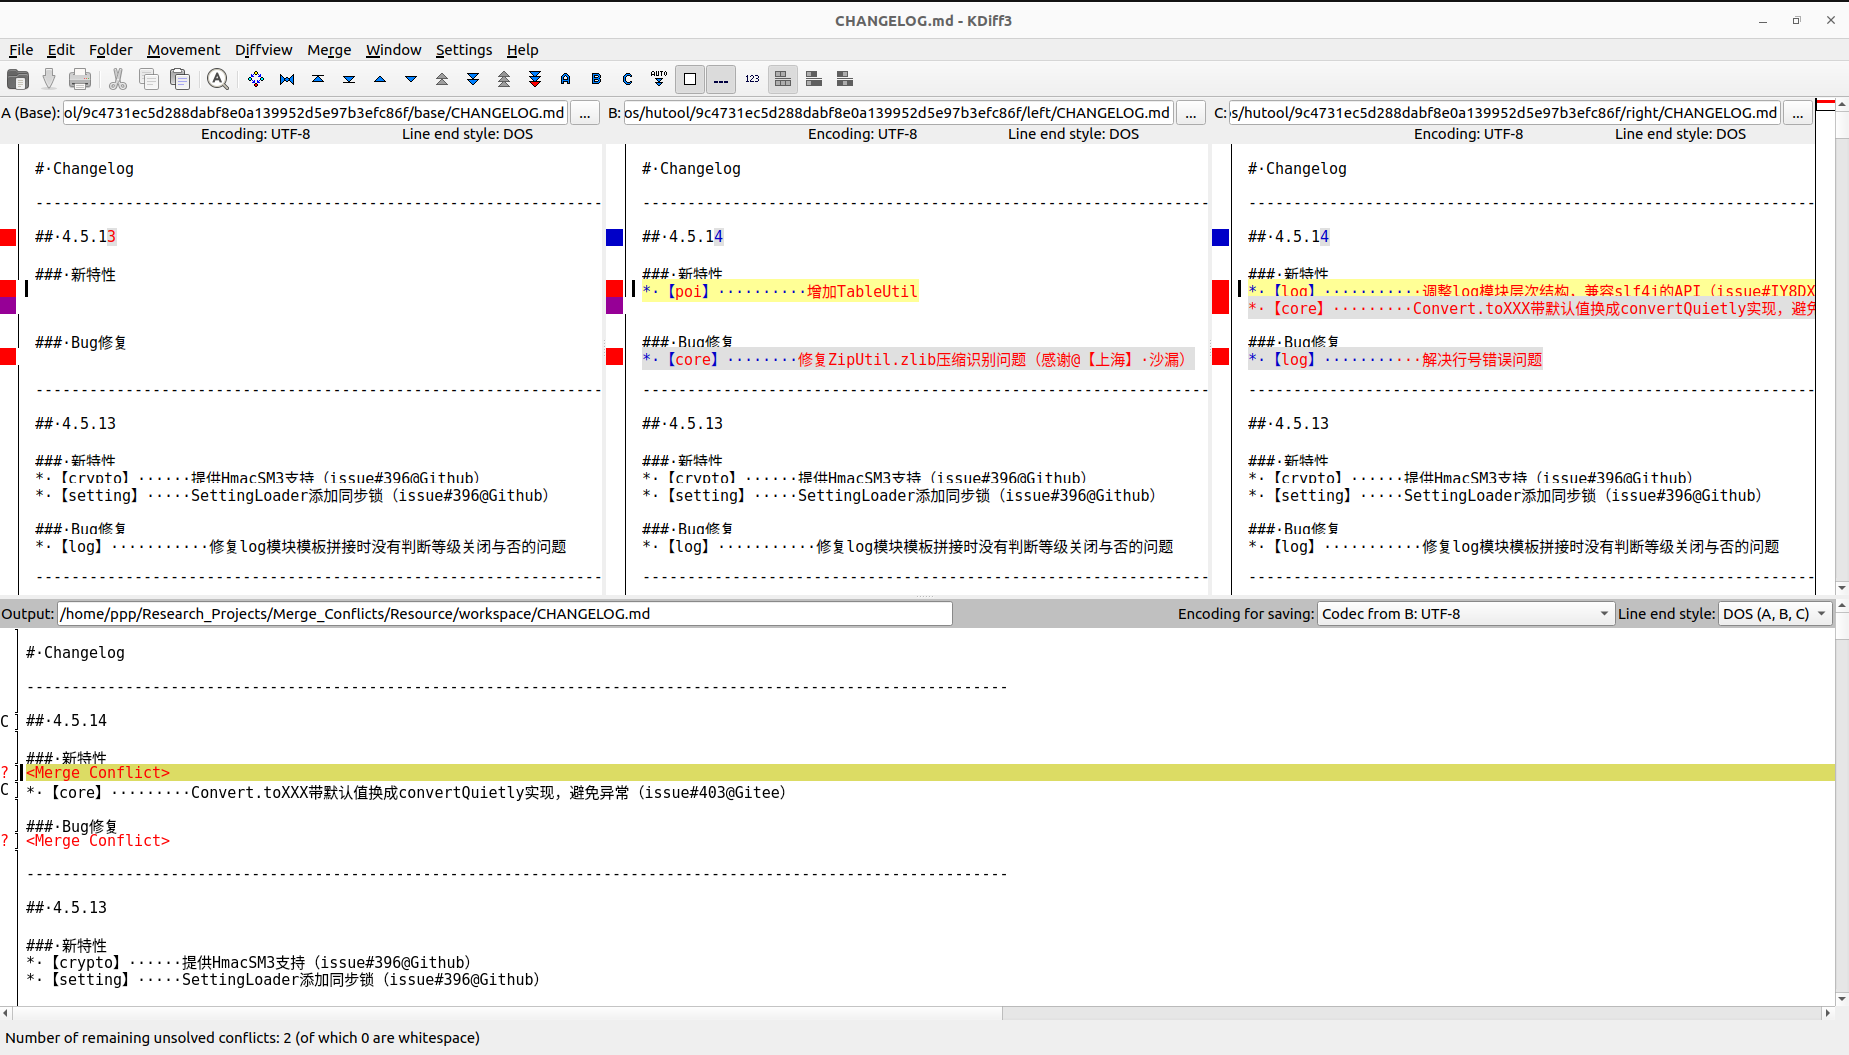 CHANGELOG.md - KDiff3
File Edit Folder Movement Diffview Merge Window Settings Help
A B C AUTO 123
A (Base): ol/9c4731ec5d288dabf8e0a139952d5e97b3efc86f/base/CHANGELOG.md ...
Encoding: UTF-8 Line end style: DOS
#·Changelog
---------------------------------------------------------------
##·4.5.13
###·新特性
###·Bug修复
---------------------------------------------------------------
##·4.5.13
###·新特性
*·【crypto】······提供HmacSM3支持（issue#396@Github）
*·【setting】·····SettingLoader添加同步锁（issue#396@Github）
###·Bug修复
*·【log】···········修复log模块模板拼接时没有判断等级关闭与否的问题
---------------------------------------------------------------
B: os/hutool/9c4731ec5d288dabf8e0a139952d5e97b3efc86f/left/CHANGELOG.md ...
Encoding: UTF-8 Line end style: DOS
#·Changelog
---------------------------------------------------------------
##·4.5.14
###·新特性
*·【poi】··········增加TableUtil
###·Bug修复
*·【core】········修复ZipUtil.zlib压缩识别问题（感谢@【上海】·沙漏）
---------------------------------------------------------------
##·4.5.13
###·新特性
*·【crypto】······提供HmacSM3支持（issue#396@Github）
*·【setting】·····SettingLoader添加同步锁（issue#396@Github）
###·Bug修复
*·【log】···········修复log模块模板拼接时没有判断等级关闭与否的问题
---------------------------------------------------------------
C: s/hutool/9c4731ec5d288dabf8e0a139952d5e97b3efc86f/right/CHANGELOG.md ...
Encoding: UTF-8 Line end style: DOS
#·Changelog
---------------------------------------------------------------
##·4.5.14
###·新特性
*·【log】···········调整log模块层次结构，兼容slf4j的API（issue#IY8DX
*·【core】·········Convert.toXXX带默认值换成convertQuietly实现，避免
###·Bug修复
*·【log】···········解决行号错误问题
---------------------------------------------------------------
##·4.5.13
###·新特性
*·【crypto】······提供HmacSM3支持（issue#396@Github）
*·【setting】·····SettingLoader添加同步锁（issue#396@Github）
###·Bug修复
*·【log】···········修复log模块模板拼接时没有判断等级关闭与否的问题
---------------------------------------------------------------
Output: /home/ppp/Research_Projects/Merge_Conflicts/Resource/workspace/CHANGELOG.md Encoding for saving: Codec from B: UTF-8 Line end style: DOS (A, B, C)
#·Changelog
-------------------------------------------------------------------------------------------------------------
C ##·4.5.14
###·新特性
? <Merge Conflict>
C *·【core】·········Convert.toXXX带默认值换成convertQuietly实现，避免异常（issue#403@Gitee）
###·Bug修复
? <Merge Conflict>
-------------------------------------------------------------------------------------------------------------
##·4.5.13
###·新特性
*·【crypto】······提供HmacSM3支持（issue#396@Github）
*·【setting】·····SettingLoader添加同步锁（issue#396@Github）
Number of remaining unsolved conflicts: 2 (of which 0 are whitespace)